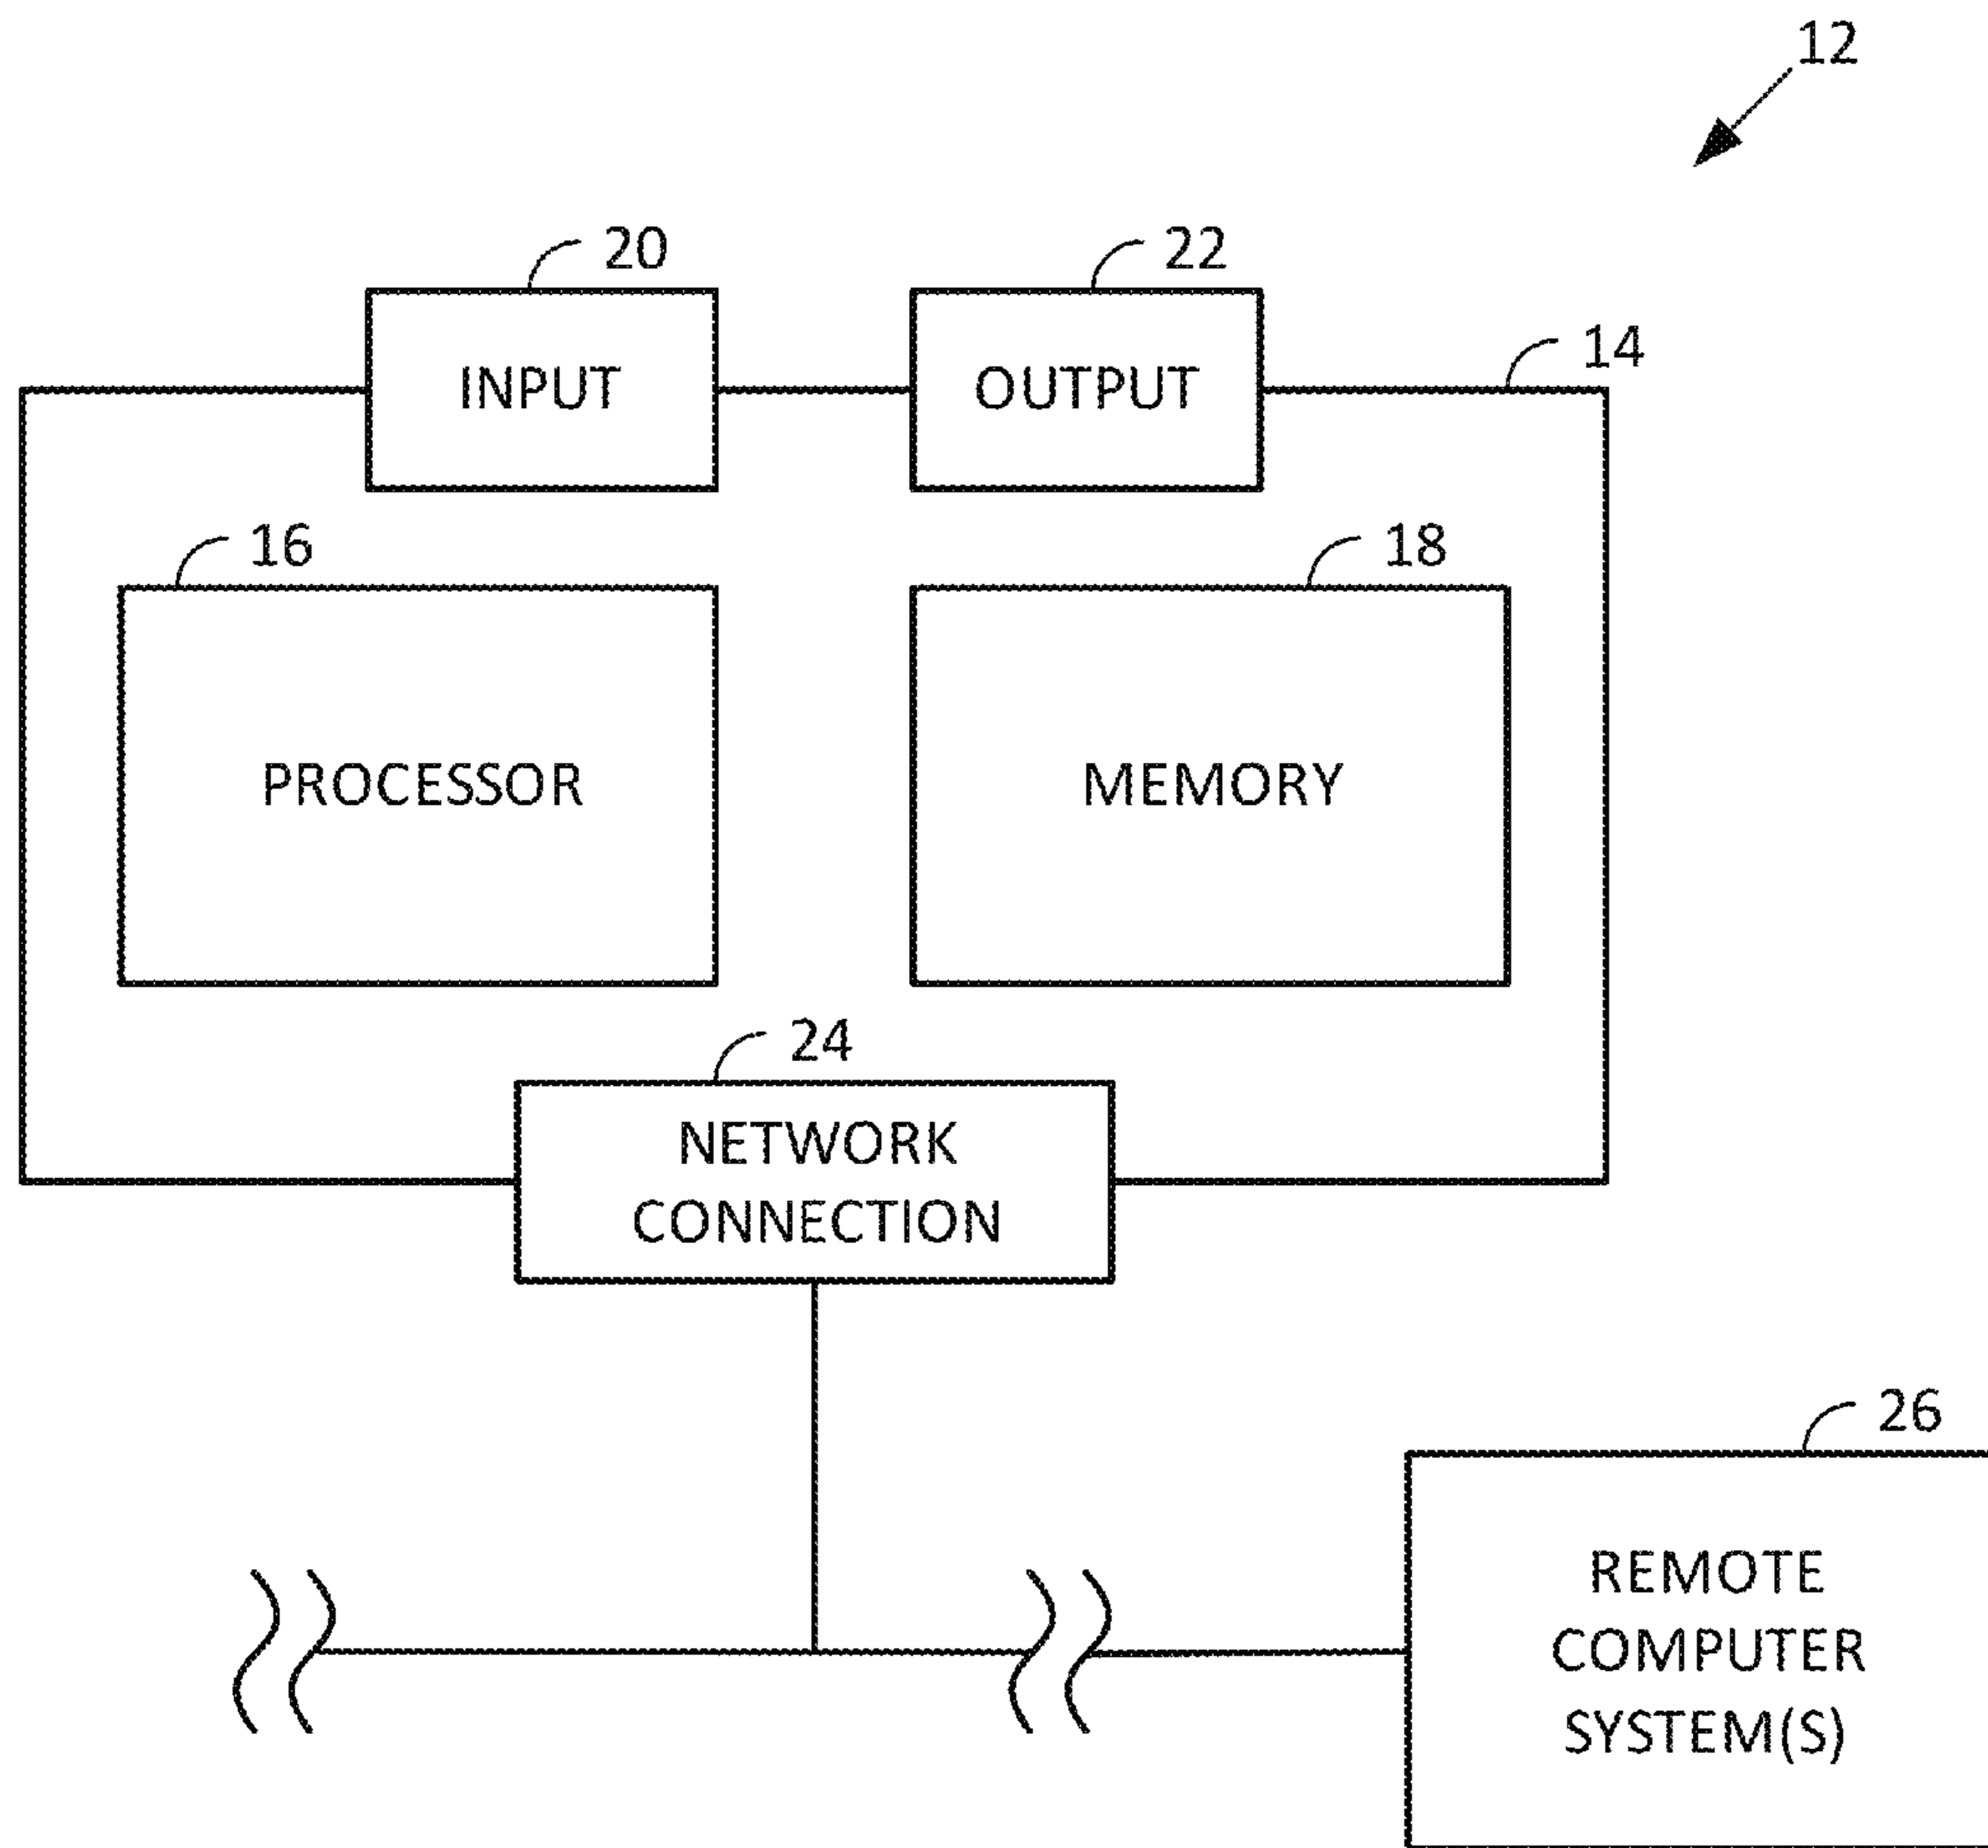 12
20
22
14
INPUT
OUTPUT
16
18
PROCESSOR
MEMORY
24
NETWORK
CONNECTION
26
REMOTE
COMPUTER
SYSTEM(S)